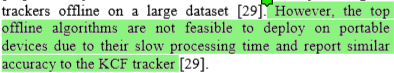 trackers offline on a large dataset [29]. However, the top
offline algorithms are not feasible to deploy on portable
devices due to their slow processing time and report similar
accuracy to the KCF tracker [29].